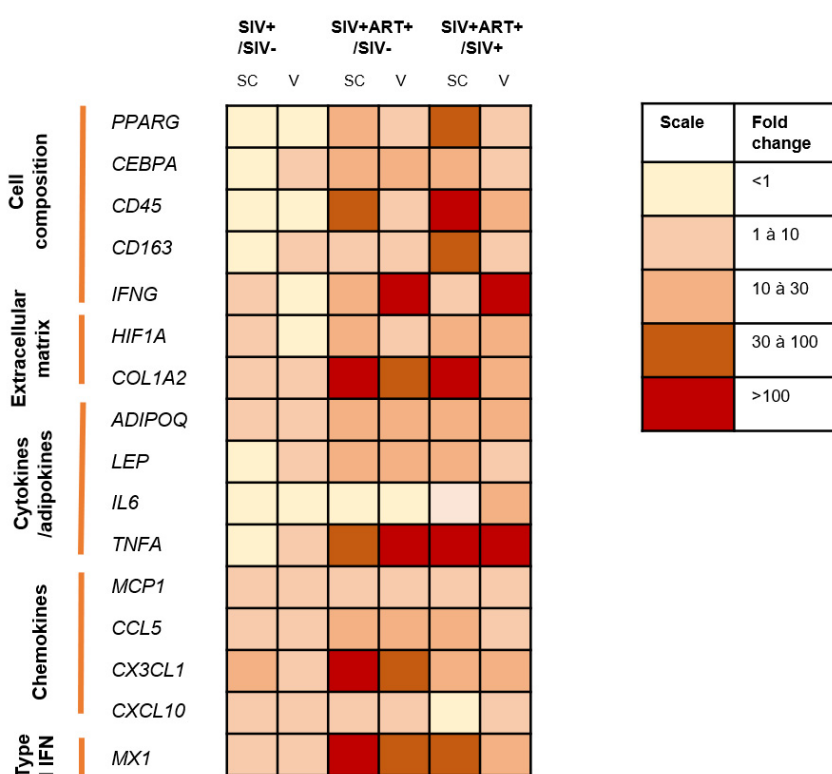 SIV+ SIV+ART+ SIV+ART+
/SIV- /SIV- /SIV+
SC V SC V SC V
Scale Fold
change
<1
1 à 10
10 à 30
30 à 100
>100
Cell
composition
PPARG
CEBPA
CD45
CD163
IFNG
Extracellular
matrix
HIF1A
COL1A2
Cytokines
/adipokines
ADIPOQ
LEP
IL6
TNFA
Chemokines
MCP1
CCL5
CX3CL1
CXCL10
Type
I IFN
MX1